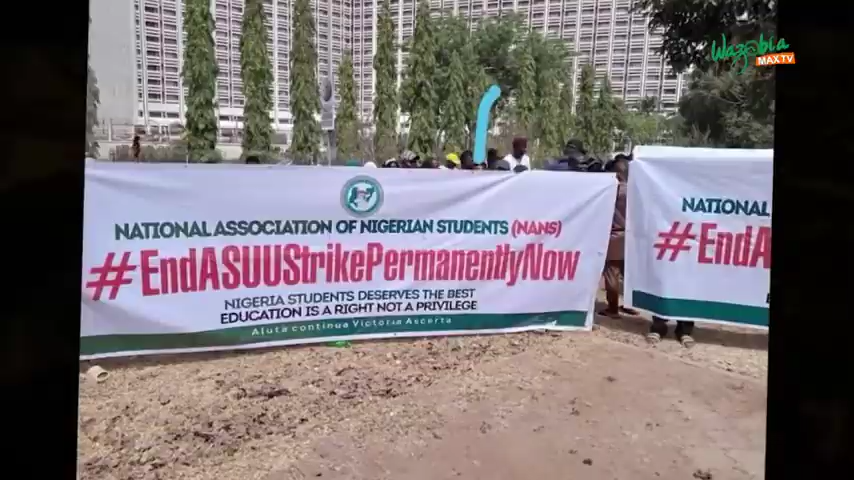 Wazobia
MAX TV
NATIONAL ASSOCIATION OF NIGERIAN STUDENTS (NANS)
#EndASUUStrikePermanentlyNow
NIGERIA STUDENTS DESERVES THE BEST
EDUCATION IS A RIGHT NOT A PRIVILEGE
Aluta continua Victoria Ascerta
NATIONAL
#EndA